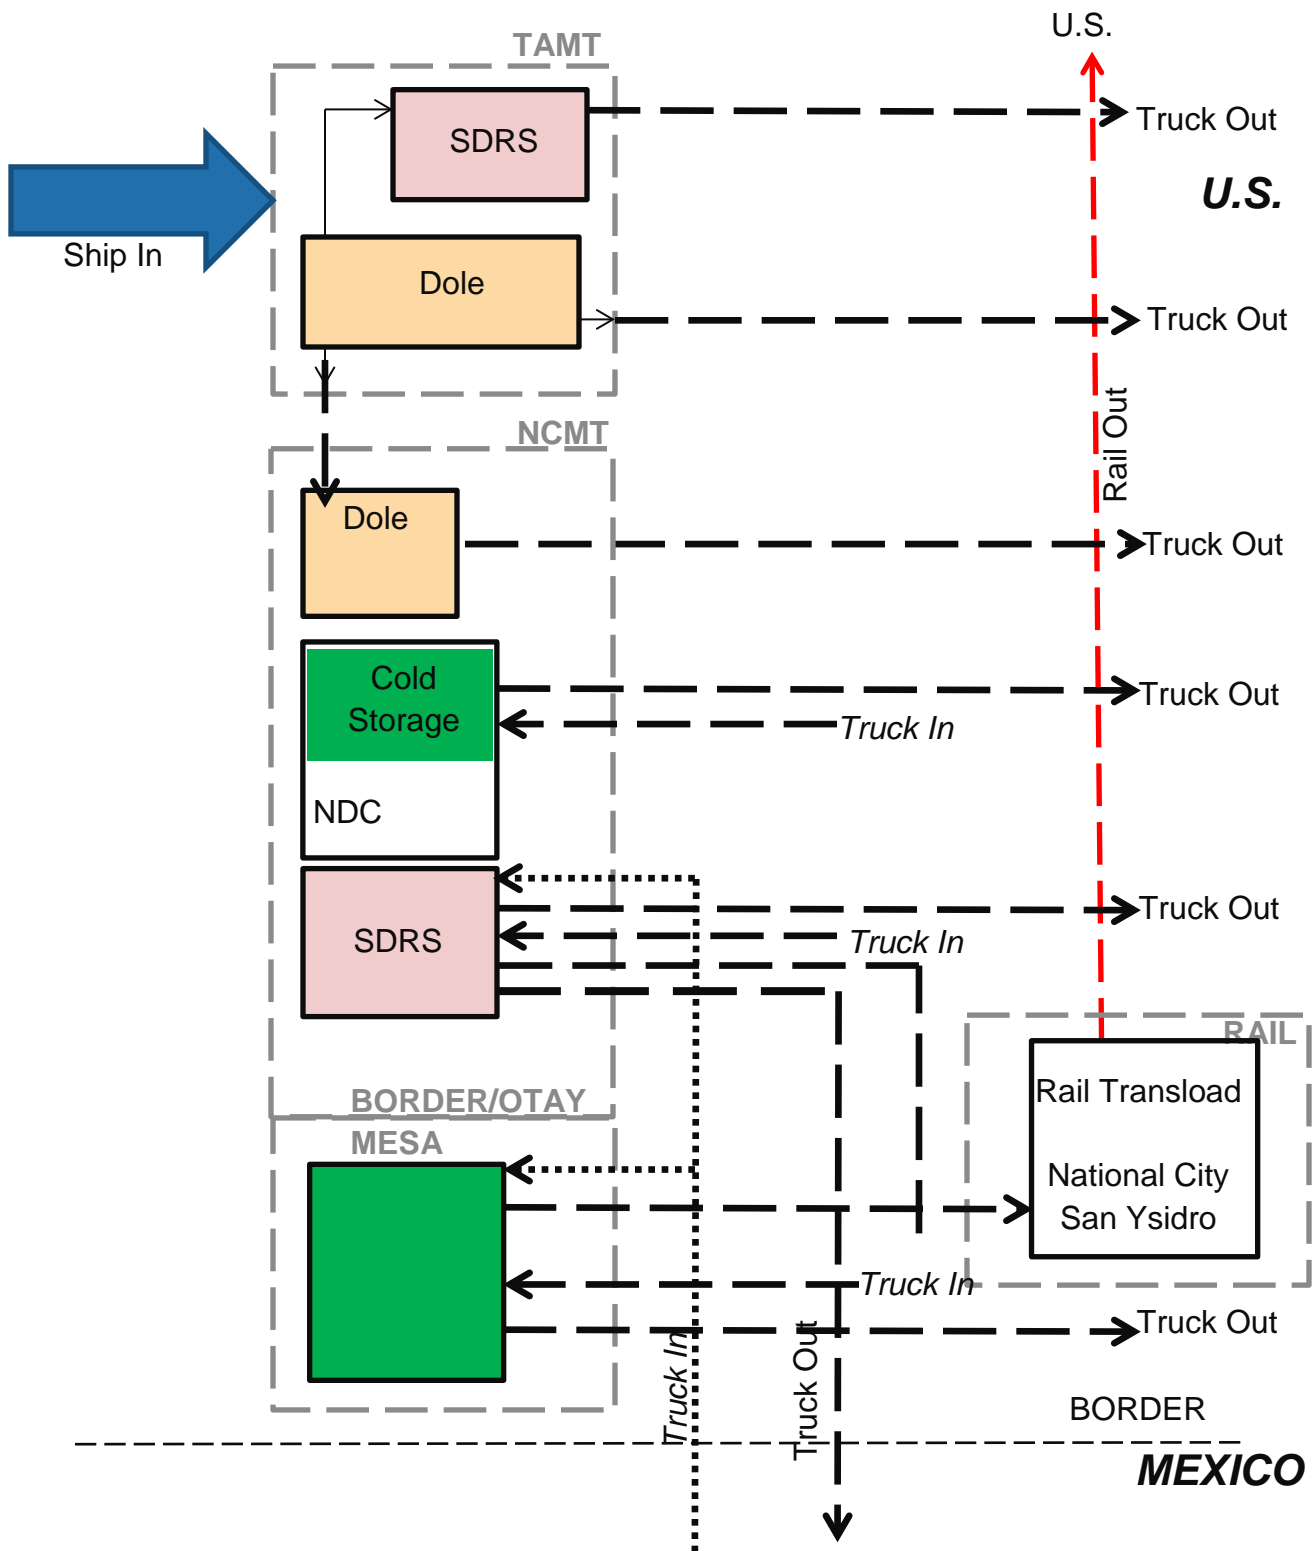 U.S.
TAMT
SDRS
Truck Out
U.S.
Ship In
Dole
Truck Out
Rail Out
NCMT
Dole
Truck Out
Cold
Storage
Truck Out
Truck In
NDC
SDRS
Truck Out
Truck In
RAIL
Rail Transload
National City
San Ysidro
BORDER/OTAY
MESA
Truck In
Truck Out
Truck In
Truck Out
BORDER
MEXICO